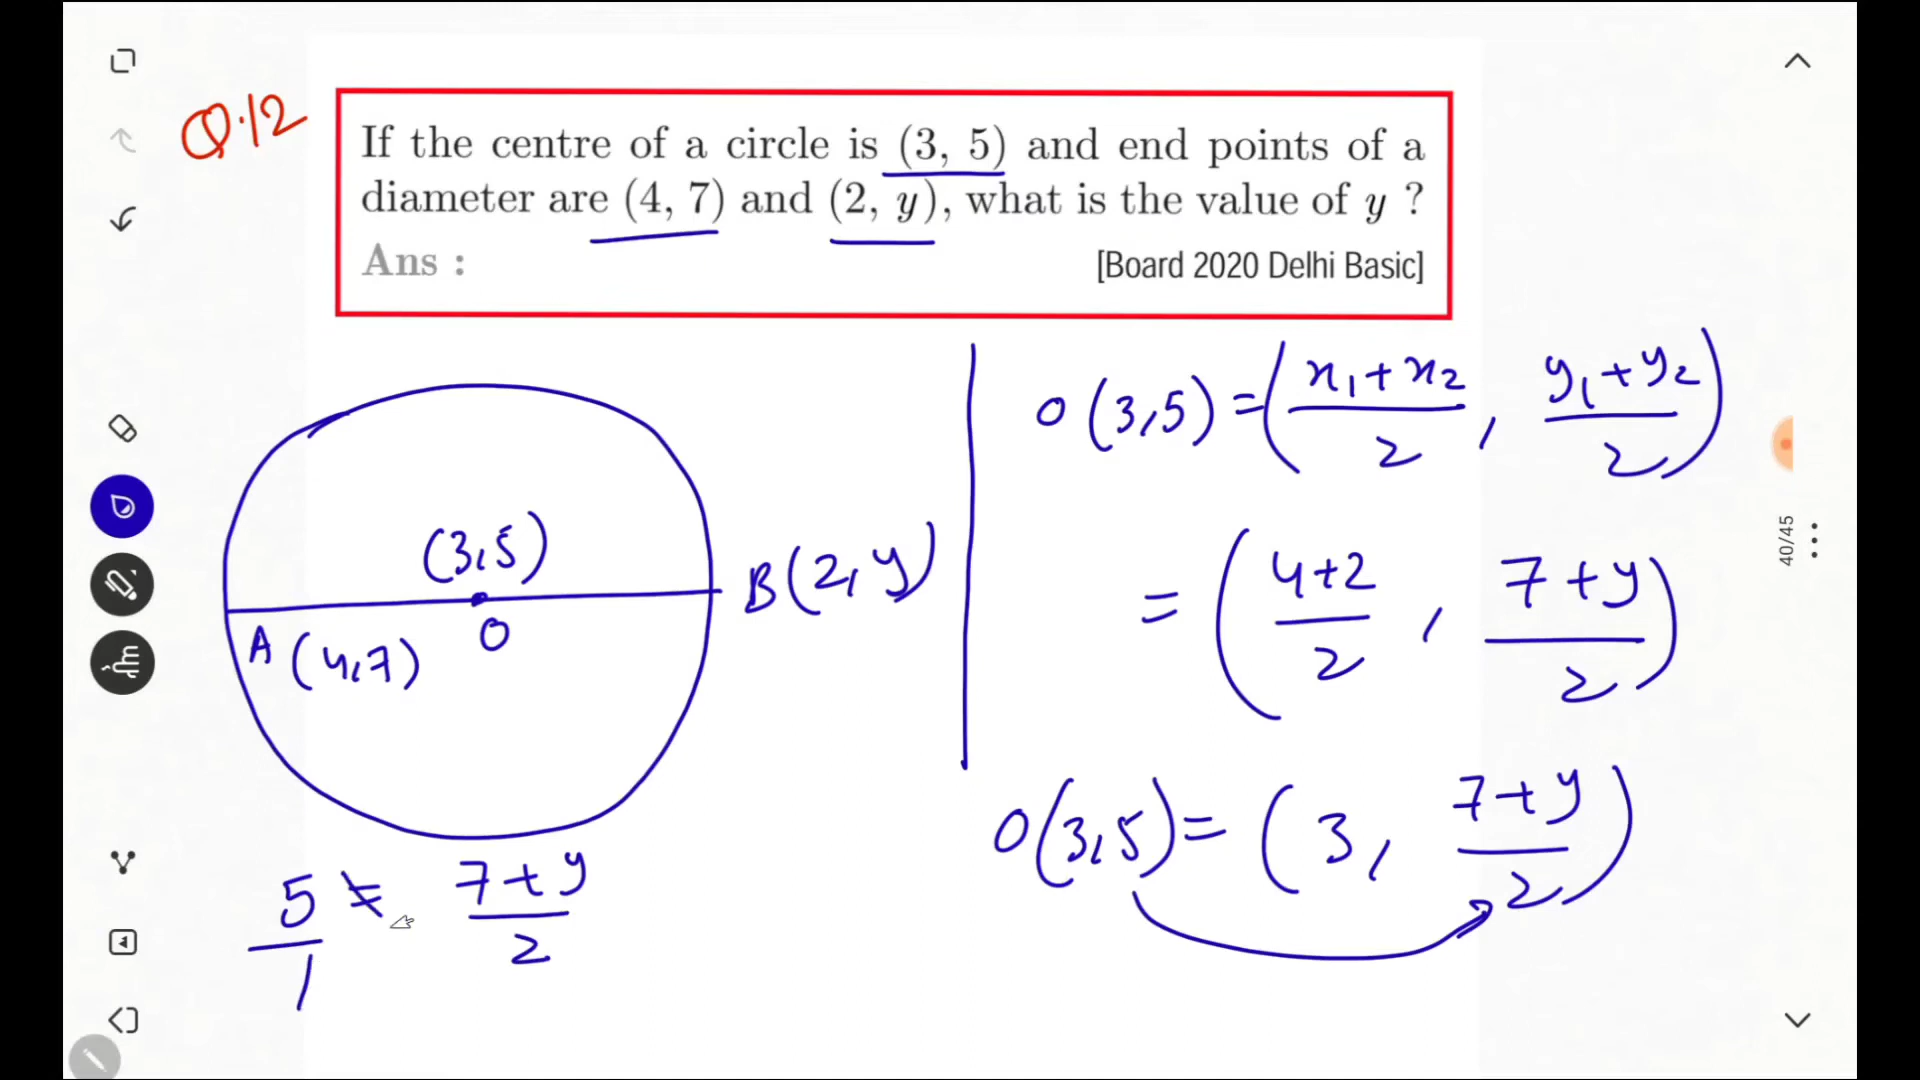 Q.12
If the centre of a circle is (3, 5) and end points of a
diameter are (4, 7) and (2, y), what is the value of y ?
Ans :
[Board 2020 Delhi Basic]
(3,5)
O
A (4,7)
B (2, y)
O (3,5) = (x₁+x₂/2, y₁+y₂/2)
= (4+2/2, 7+y/2)
O(3,5) = (3, 7+y/2)
5/1 = 7+y/2
40/45